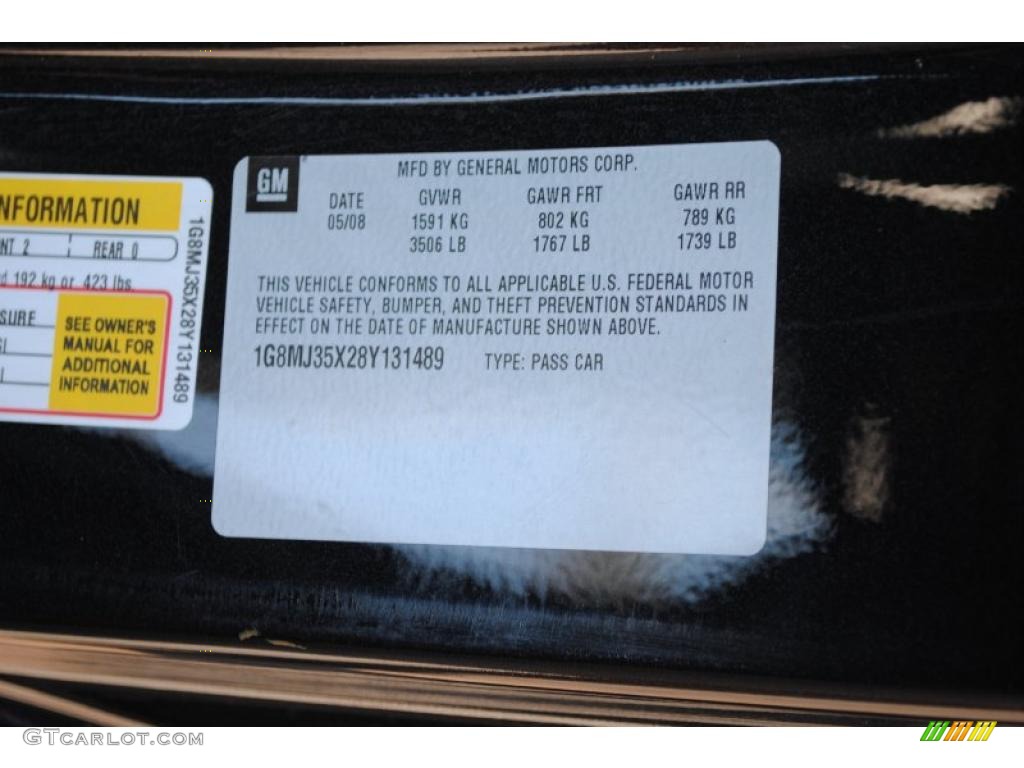 NFORMATION
NT 2 REAR 0
d 192 kg or 423 lbs.
SURE
SEE OWNER'S
MANUAL FOR
ADDITIONAL
INFORMATION
1G8MJ35X28Y131489
GM
MFD BY GENERAL MOTORS CORP.
DATE GVWR GAWR FRT GAWR RR
05/08 1591 KG 802 KG 789 KG
3506 LB 1767 LB 1739 LB
THIS VEHICLE CONFORMS TO ALL APPLICABLE U.S. FEDERAL MOTOR
VEHICLE SAFETY, BUMPER, AND THEFT PREVENTION STANDARDS IN
EFFECT ON THE DATE OF MANUFACTURE SHOWN ABOVE.
1G8MJ35X28Y131489 TYPE: PASS CAR
GTcarlot.com